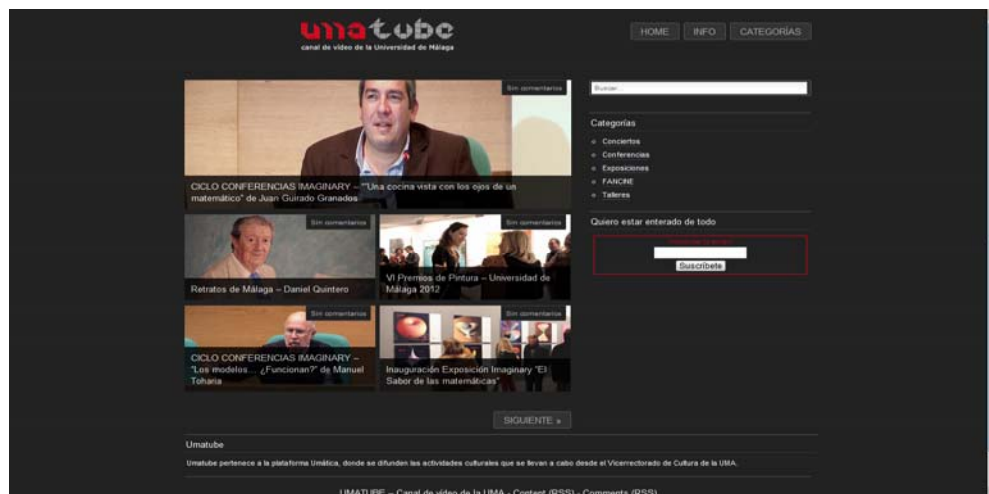 umatube
canal de vídeo de la Universidad de Málaga
HOME INFO CATEGORÍAS
Sin comentarios
CICLO CONFERENCIAS IMAGINARY – "Una cocina vista con los ojos de un
matemático" de Juan Guirado Granados
Sin comentarios
Retratos de Málaga – Daniel Quintero
Sin comentarios
VI Premios de Pintura – Universidad de
Málaga 2012
Sin comentarios
CICLO CONFERENCIAS IMAGINARY –
"Los modelos... ¿Funcionan?" de Manuel
Toharia
Sin comentarios
Inauguración Exposición Imaginary "El
Sabor de las matemáticas"
SIGUIENTE »
Buscar...
Categorías
Conciertos
Conferencias
Exposiciones
FANCINE
Talleres
Quiero estar enterado de todo
Suscríbete
Umatube
Umatube pertenece a la plataforma Umática, donde se difunden las actividades culturales que se llevan a cabo desde el Vicerrectorado de Cultura de la UMA.
UMATUBE – Canal de vídeo de la UMA - Content (RSS) - Comments (RSS)